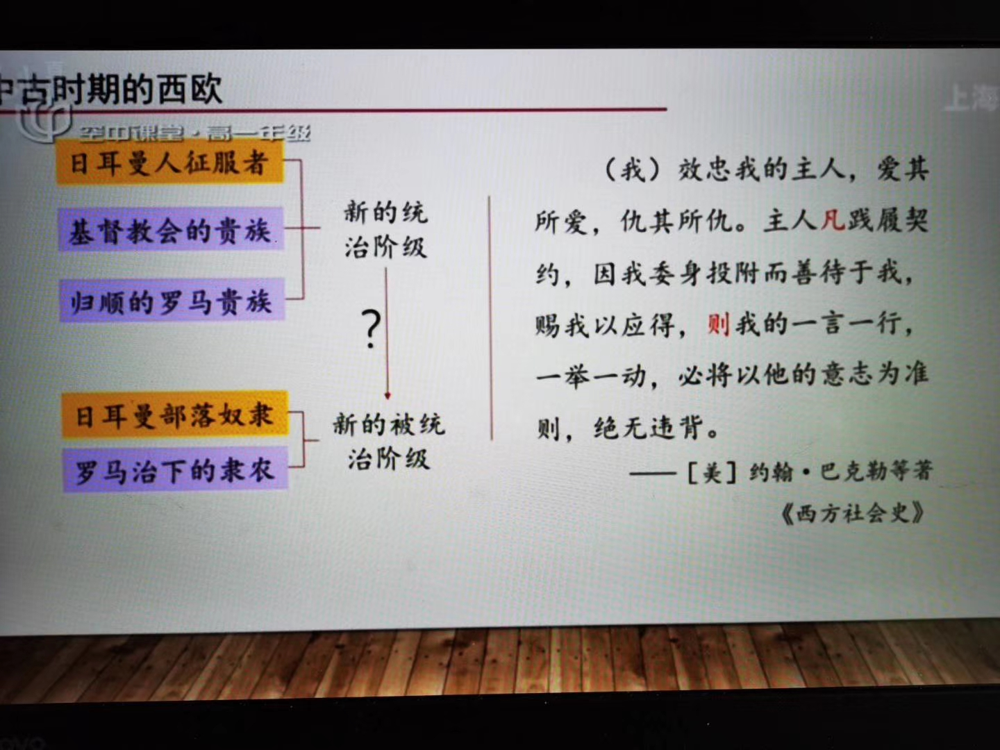 中古时期的西欧
上海
空中课堂·高一年级
日耳曼人征服者
基督教会的贵族
归顺的罗马贵族
新的统
治阶级
?
日耳曼部落奴隶
罗马治下的隶农
新的被统
治阶级
（我）效忠我的主人，爱其
所爱，仇其所仇。主人凡践履契
约，因我委身投附而善待于我，
赐我以应得，则我的一言一行，
一举一动，必将以他的意志为准
则，绝无违背。
——［美］约翰·巴克勒等著
《西方社会史》